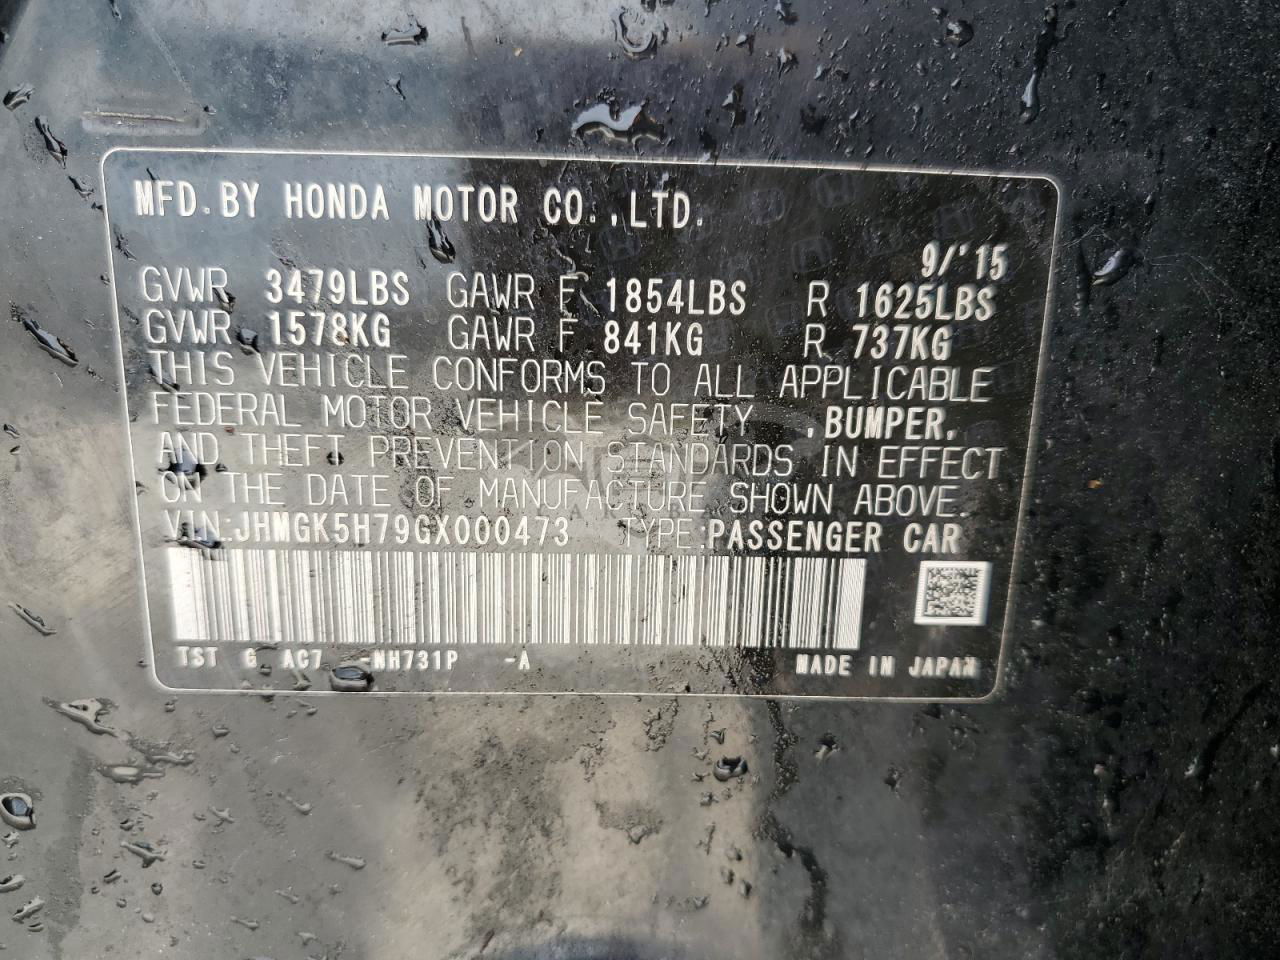 MFD. BY HONDA MOTOR CO.,LTD.
9/'15
GVWR 3479LBS GAWR F 1854LBS R 1625LBS
GVWR 1578KG GAWR F 841KG R 737KG
THIS VEHICLE CONFORMS TO ALL APPLICABLE
FEDERAL MOTOR VEHICLE SAFETY ,BUMPER,
AND THEFT PREVENTION STANDARDS IN EFFECT
ON THE DATE OF MANUFACTURE SHOWN ABOVE.
VIN:JHMGK5H79GX000473 TYPE:PASSENGER CAR
TST G AC7 -NH731P -A MADE IN JAPAN